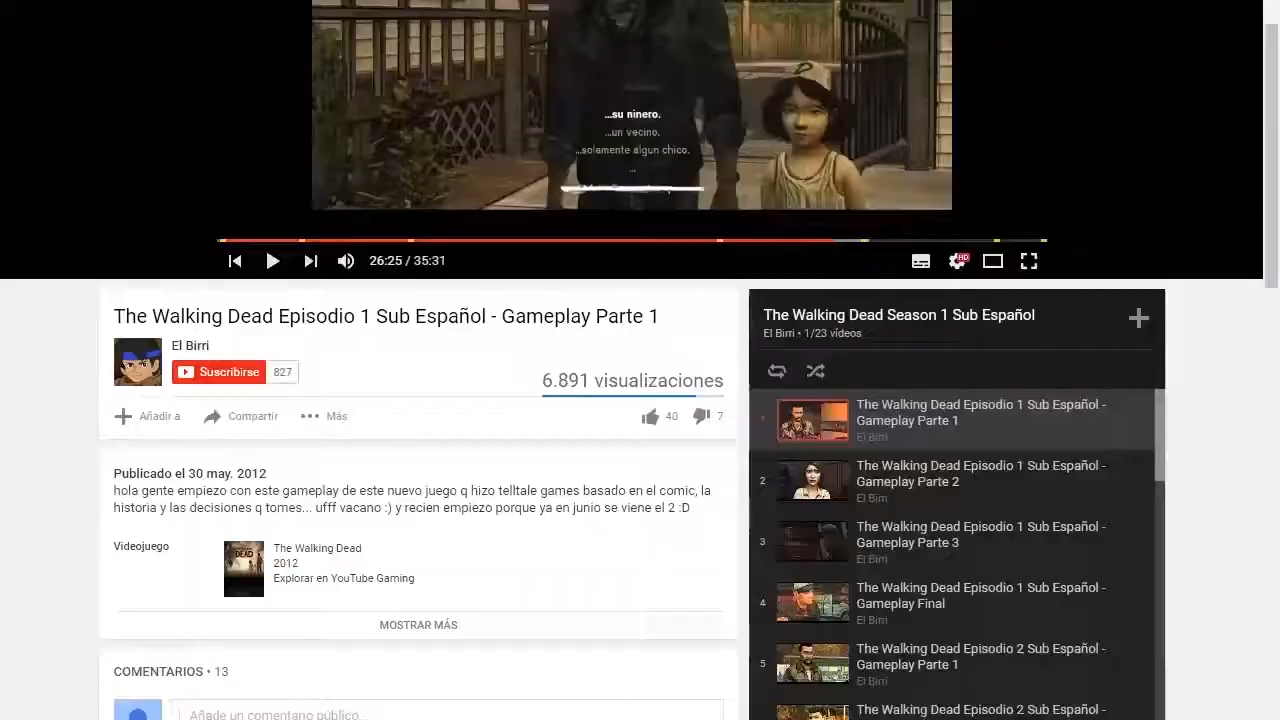 ...su ninero.
...un vecino.
...solamente algun chico.
...
26:25 / 35:31
HD
The Walking Dead Episodio 1 Sub Español - Gameplay Parte 1
El Birri
Suscribirse
827
6.891 visualizaciones
Añadir a
Compartir
Más
40
7
Publicado el 30 may. 2012
hola gente empiezo con este gameplay de este nuevo juego q hizo telltale games basado en el comic, la
historia y las decisiones q tomes... ufff vacano :) y recien empiezo porque ya en junio se viene el 2 :D
Videojuego
DEAD
The Walking Dead
2012
Explorar en YouTube Gaming
MOSTRAR MÁS
COMENTARIOS • 13
Añade un comentario público...
The Walking Dead Season 1 Sub Español
El Birri • 1/23 vídeos
The Walking Dead Episodio 1 Sub Español -
Gameplay Parte 1
El Birri
2
The Walking Dead Episodio 1 Sub Español -
Gameplay Parte 2
El Birri
3
The Walking Dead Episodio 1 Sub Español -
Gameplay Parte 3
El Birri
4
The Walking Dead Episodio 1 Sub Español -
Gameplay Final
El Birri
5
The Walking Dead Episodio 2 Sub Español -
Gameplay Parte 1
El Birri
The Walking Dead Episodio 2 Sub Español -